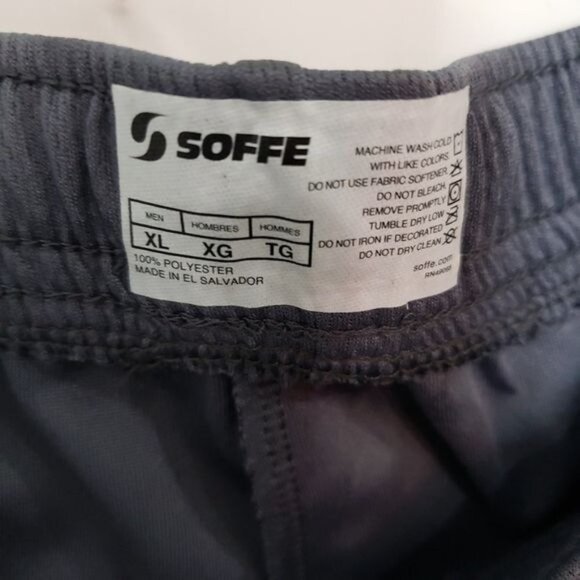 SOFFE
MEN HOMBRES HOMMES
XL XG TG
100% POLYESTER
MADE IN EL SALVADOR
MACHINE WASH COLD
WITH LIKE COLORS.
DO NOT USE FABRIC SOFTENER.
DO NOT BLEACH.
REMOVE PROMPTLY
TUMBLE DRY LOW
DO NOT IRON IF DECORATED
DO NOT DRY CLEAN
soffe.com